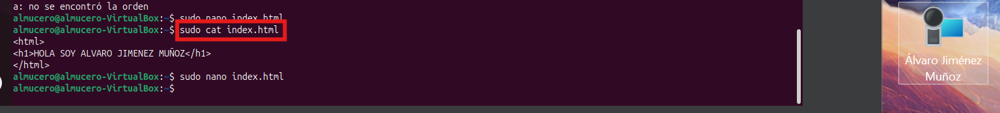 a: no se encontró la orden
almucero@almucero-VirtualBox:~$ sudo nano index.html
almucero@almucero-VirtualBox:~$ sudo cat index.html
<html>
<h1>HOLA SOY ALVARO JIMENEZ MUÑOZ</h1>
</html>
almucero@almucero-VirtualBox:~$ sudo nano index.html
almucero@almucero-VirtualBox:~$
Álvaro Jiménez
Muñoz